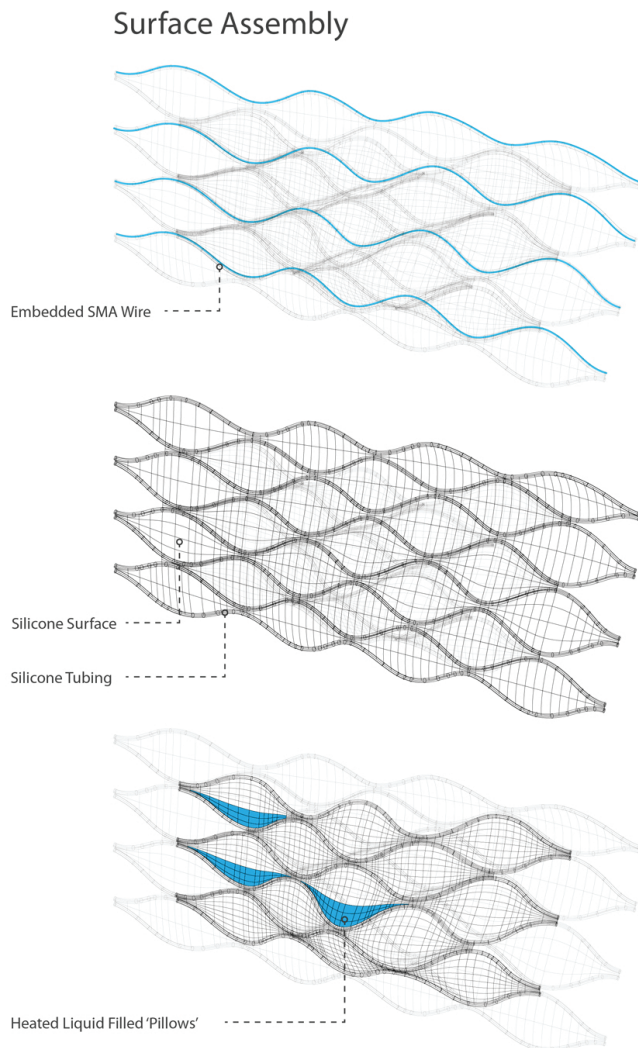 Surface Assembly
Embedded SMA Wire
Silicone Surface
Silicone Tubing
Heated Liquid Filled ‘Pillows’